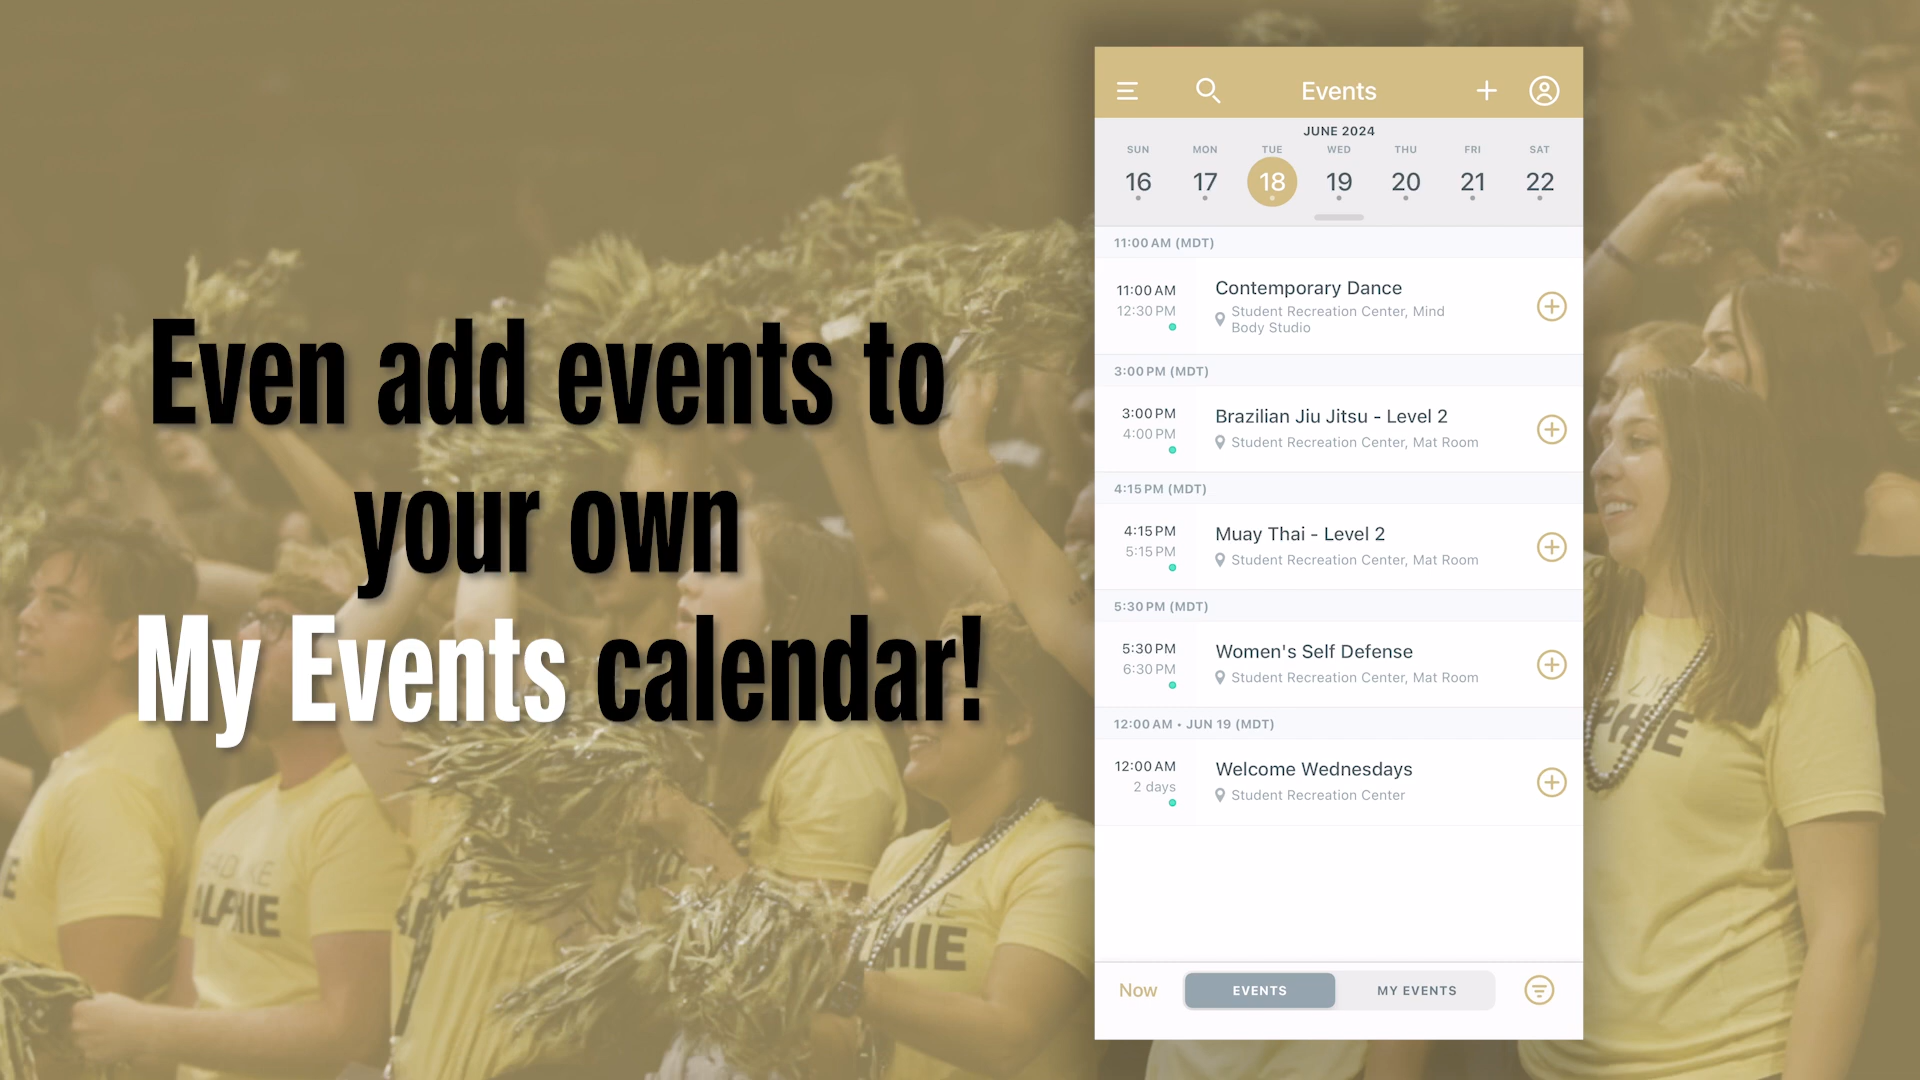 Even add events to
your own
My Events calendar!
Events
JUNE 2024
SUN MON TUE WED THU FRI SAT
16 17 18 19 20 21 22
11:00 AM (MDT)
11:00 AM
12:30 PM
Contemporary Dance
Student Recreation Center, Mind
Body Studio
3:00 PM (MDT)
3:00 PM
4:00 PM
Brazilian Jiu Jitsu - Level 2
Student Recreation Center, Mat Room
4:15 PM (MDT)
4:15 PM
5:15 PM
Muay Thai - Level 2
Student Recreation Center, Mat Room
5:30 PM (MDT)
5:30 PM
6:30 PM
Women's Self Defense
Student Recreation Center, Mat Room
12:00 AM • JUN 19 (MDT)
12:00 AM
2 days
Welcome Wednesdays
Student Recreation Center
Now
EVENTS
MY EVENTS